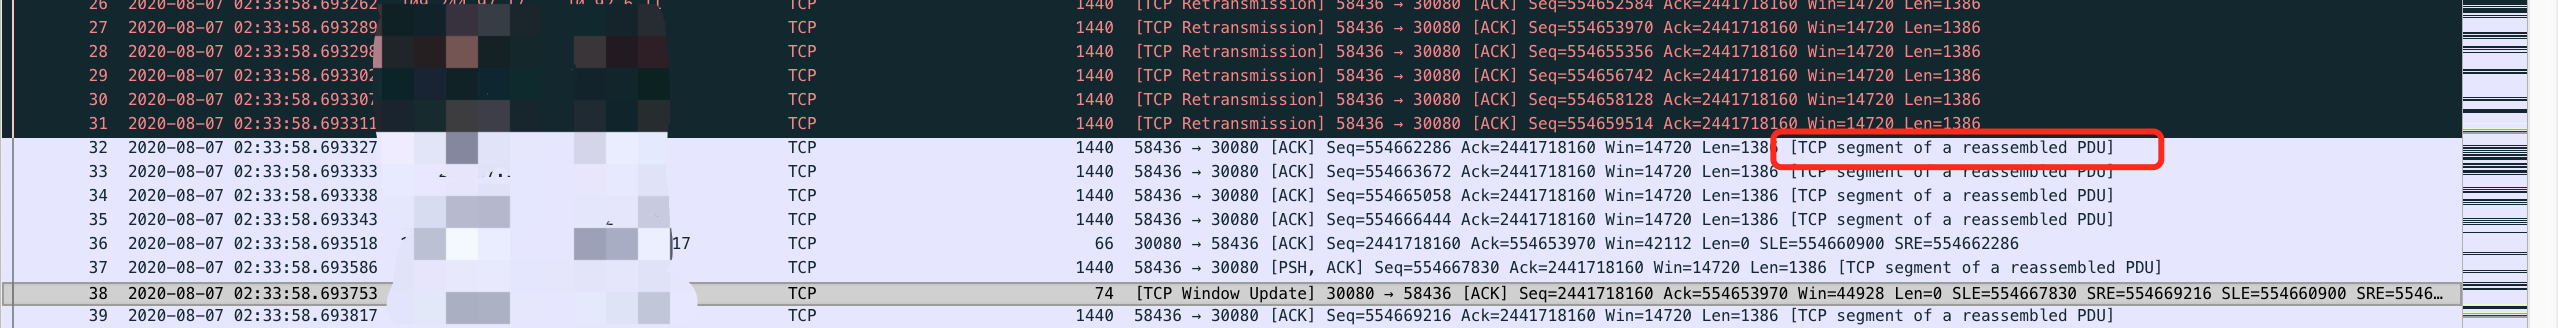 26 2020-08-07 02:33:58.693262 TCP 1440 [TCP Retransmission] 58436 → 30080 [ACK] Seq=554652584 Ack=2441718160 Win=14720 Len=1386
27 2020-08-07 02:33:58.693289 TCP 1440 [TCP Retransmission] 58436 → 30080 [ACK] Seq=554653970 Ack=2441718160 Win=14720 Len=1386
28 2020-08-07 02:33:58.693298 TCP 1440 [TCP Retransmission] 58436 → 30080 [ACK] Seq=554655356 Ack=2441718160 Win=14720 Len=1386
29 2020-08-07 02:33:58.693302 TCP 1440 [TCP Retransmission] 58436 → 30080 [ACK] Seq=554656742 Ack=2441718160 Win=14720 Len=1386
30 2020-08-07 02:33:58.693307 TCP 1440 [TCP Retransmission] 58436 → 30080 [ACK] Seq=554658128 Ack=2441718160 Win=14720 Len=1386
31 2020-08-07 02:33:58.693311 TCP 1440 [TCP Retransmission] 58436 → 30080 [ACK] Seq=554659514 Ack=2441718160 Win=14720 Len=1386
32 2020-08-07 02:33:58.693327 TCP 1440 58436 → 30080 [ACK] Seq=554662286 Ack=2441718160 Win=14720 Len=1386 [TCP segment of a reassembled PDU]
33 2020-08-07 02:33:58.693333 TCP 1440 58436 → 30080 [ACK] Seq=554663672 Ack=2441718160 Win=14720 Len=1386 [TCP segment of a reassembled PDU]
34 2020-08-07 02:33:58.693338 TCP 1440 58436 → 30080 [ACK] Seq=554665058 Ack=2441718160 Win=14720 Len=1386 [TCP segment of a reassembled PDU]
35 2020-08-07 02:33:58.693343 TCP 1440 58436 → 30080 [ACK] Seq=554666444 Ack=2441718160 Win=14720 Len=1386 [TCP segment of a reassembled PDU]
36 2020-08-07 02:33:58.693518 17 TCP 66 30080 → 58436 [ACK] Seq=2441718160 Ack=554653970 Win=42112 Len=0 SLE=554660900 SRE=554662286
37 2020-08-07 02:33:58.693586 TCP 1440 58436 → 30080 [PSH, ACK] Seq=554667830 Ack=2441718160 Win=14720 Len=1386 [TCP segment of a reassembled PDU]
38 2020-08-07 02:33:58.693753 TCP 74 [TCP Window Update] 30080 → 58436 [ACK] Seq=2441718160 Ack=554653970 Win=44928 Len=0 SLE=554667830 SRE=554669216 SLE=554660900 SRE=5546…
39 2020-08-07 02:33:58.693817 TCP 1440 58436 → 30080 [ACK] Seq=554669216 Ack=2441718160 Win=14720 Len=1386 [TCP segment of a reassembled PDU]